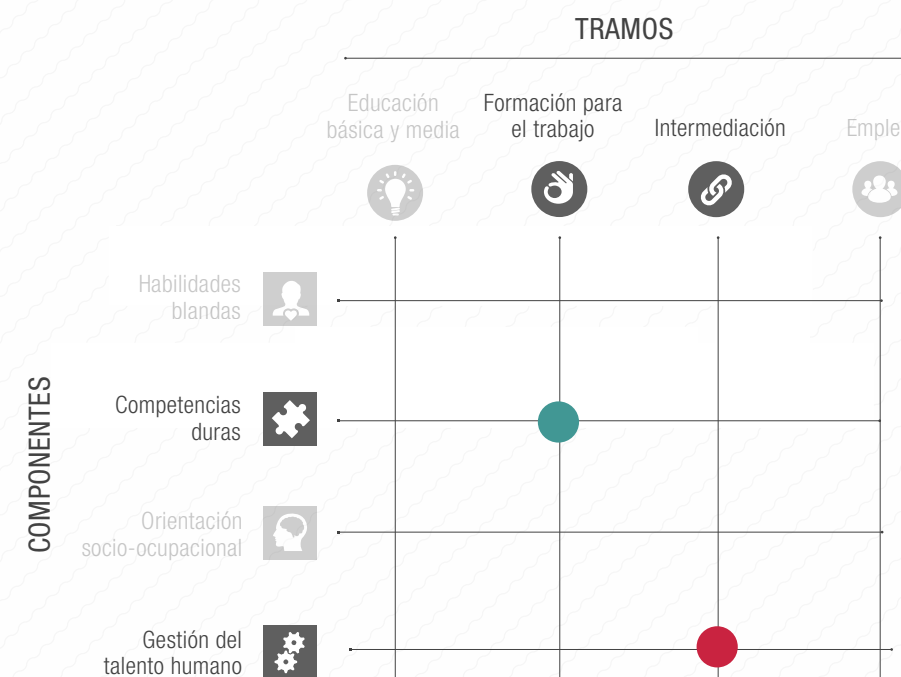 TRAMOS
Educación
básica y media
Formación para
el trabajo
Intermediación
Emple
Habilidades
blandas
COMPONENTES
Competencias
duras
Orientación
socio-ocupacional
Gestión del
talento humano